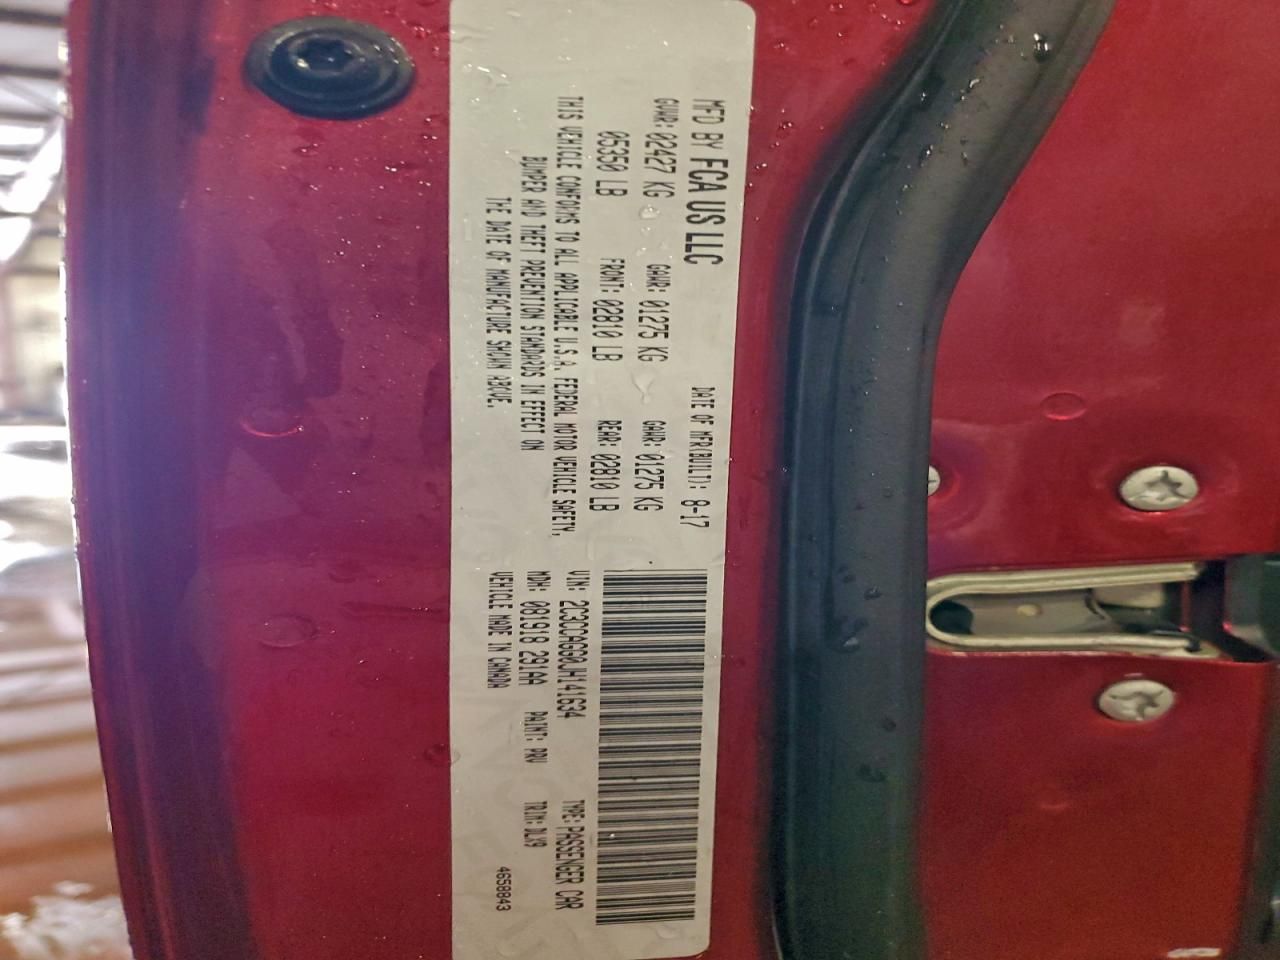 MFD BY FCA US LLC
DATE OF MFR(BUILT): 8-17
GVWR: 02427 KG GAWR: 01275 KG GAWR: 01275 KG
05350 LB FRONT: 02810 LB REAR: 02810 LB
THIS VEHICLE CONFORMS TO ALL APPLICABLE U.S.A. FEDERAL MOTOR VEHICLE SAFETY,
BUMPER AND THEFT PREVENTION STANDARDS IN EFFECT ON
THE DATE OF MANUFACTURE SHOWN ABOVE.
VIN: 2C3CCAGG0JH141634 TYPE: PASSENGER CAR
MDH: 081918 291AA PAINT: PRV TRIM: DLX9
VEHICLE MADE IN CANADA 4658843